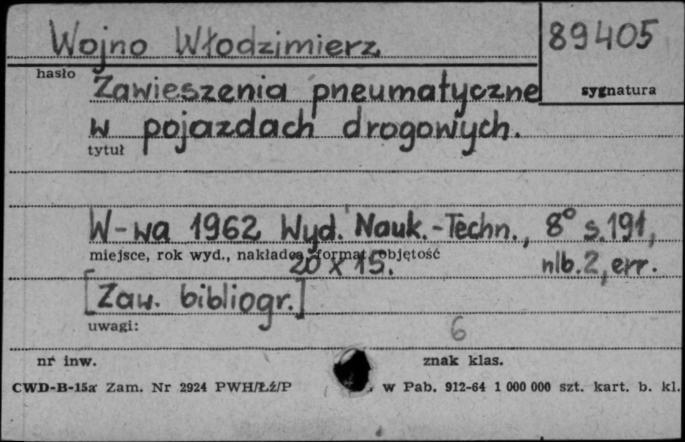 Wojno Włodzimierz
89405
hasło
sygnatura
Zawieszenia pneumatyczne
w pojazdach drogowych.
tytuł
W-wa 1962 Wyd. Nauk.-Techn., 8° s. 191,
miejsce, rok wyd., nakładca, format, objętość
20 x 15. nlb. 2, err.
[Zaw. bibliogr.]
uwagi:
6
nr inw. znak klas.
CWD-B-15a Zam. Nr 2924 PWH/Łź/P . w Pab. 912-64 1 000 000 szt. kart. b. kl.